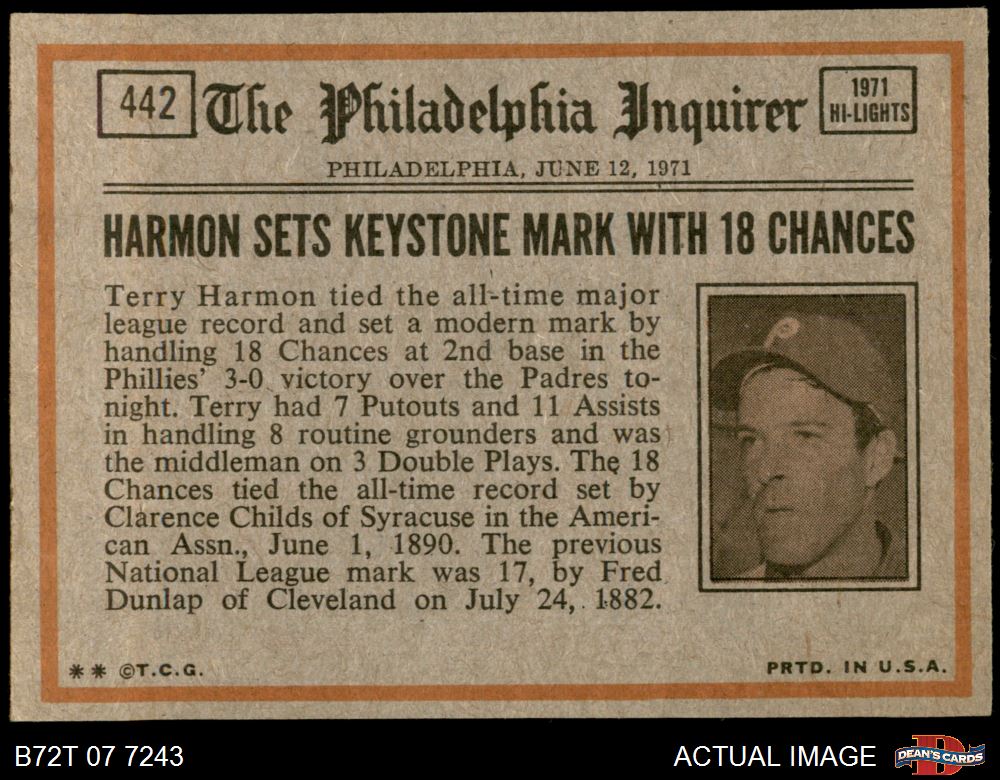 442
The Philadelphia Inquirer
1971
HI-LIGHTS
PHILADELPHIA, JUNE 12, 1971
HARMON SETS KEYSTONE MARK WITH 18 CHANCES
Terry Harmon tied the all-time major
league record and set a modern mark by
handling 18 Chances at 2nd base in the
Phillies' 3-0 victory over the Padres to-
night. Terry had 7 Putouts and 11 Assists
in handling 8 routine grounders and was
the middleman on 3 Double Plays. The 18
Chances tied the all-time record set by
Clarence Childs of Syracuse in the Ameri-
can Assn., June 1, 1890. The previous
National League mark was 17, by Fred
Dunlap of Cleveland on July 24, 1882.
P
** ©T.C.G.
PRTD. IN U.S.A.
B72T 07 7243
ACTUAL IMAGE
D
DEAN'S CARDS